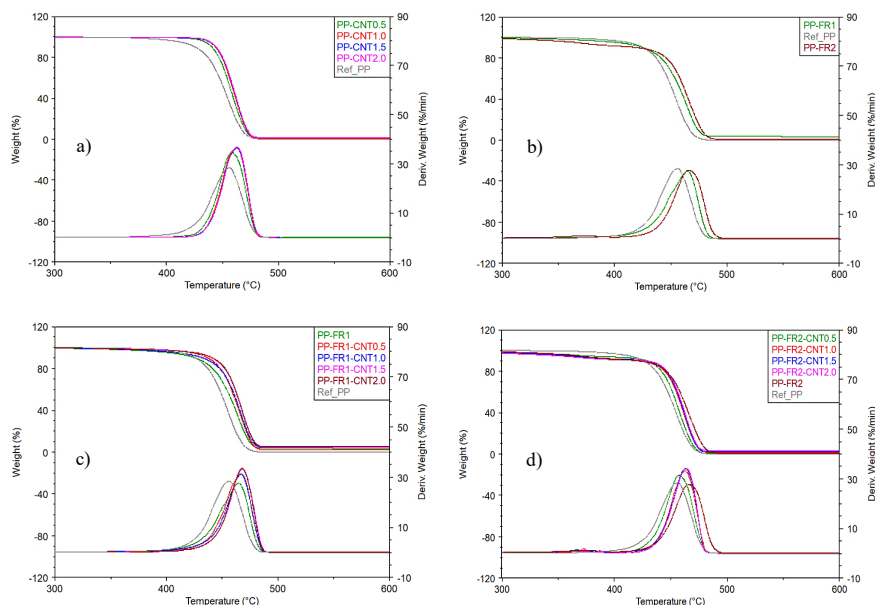 PP-CNT0.5
PP-CNT1.0
PP-CNT1.5
PP-CNT2.0
Ref_PP
a)
120
80
40
0
-40
-80
-120
Weight (%)
90
70
50
30
10
-10
Deriv. Weight (%/min)
300
400
500
600
Temperature (°C)
PP-FR1
Ref_PP
PP-FR2
b)
120
80
40
0
-40
-80
-120
Weight (%)
90
70
50
30
10
-10
Deriv. Weight (%/min)
300
400
500
600
Temperature (°C)
PP-FR1
PP-FR1-CNT0.5
PP-FR1-CNT1.0
PP-FR1-CNT1.5
PP-FR1-CNT2.0
Ref_PP
c)
120
80
40
0
-40
-80
-120
Weight (%)
90
70
50
30
10
-10
Deriv. Weight (%/min)
300
400
500
600
Temperature (°C)
PP-FR2-CNT0.5
PP-FR2-CNT1.0
PP-FR2-CNT1.5
PP-FR2-CNT2.0
PP-FR2
Ref_PP
d)
120
80
40
0
-40
-80
-120
Weight (%)
90
70
50
30
10
-10
Deriv. Weight (%/min)
300
400
500
600
Temperature (°C)